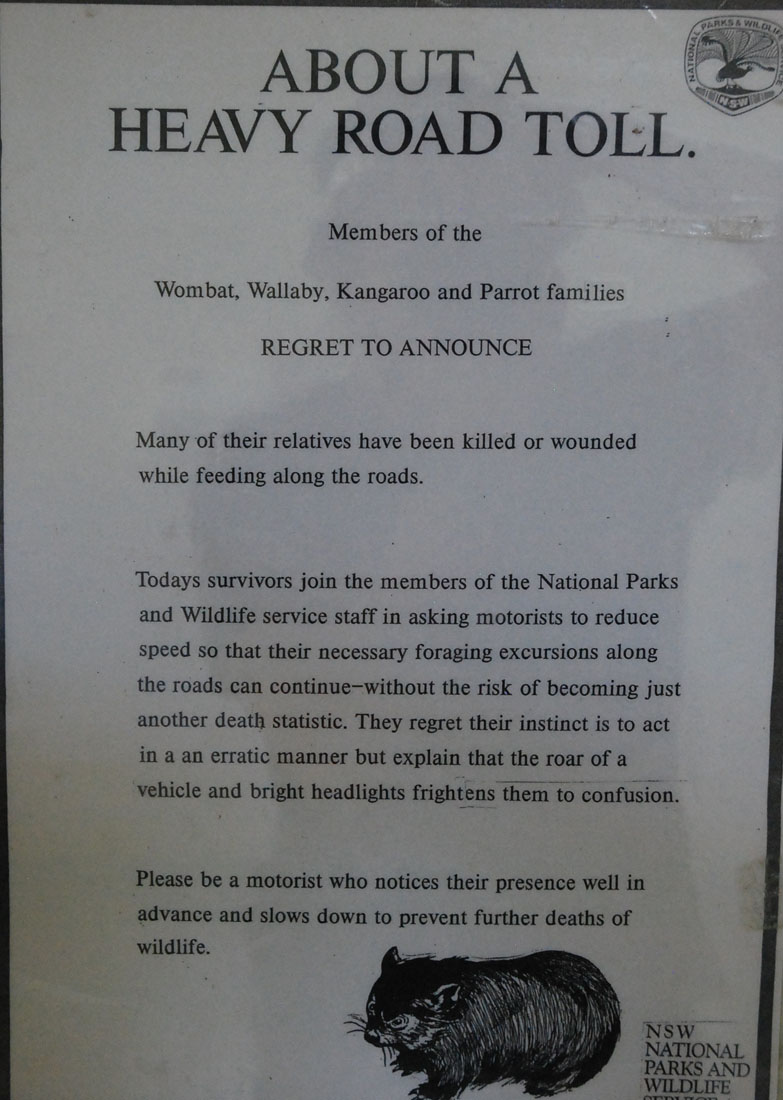 NATIONAL PARKS & WILDLIFE
NSW
ABOUT A
HEAVY ROAD TOLL.
Members of the
Wombat, Wallaby, Kangaroo and Parrot families
REGRET TO ANNOUNCE
Many of their relatives have been killed or wounded
while feeding along the roads.
Todays survivors join the members of the National Parks
and Wildlife service staff in asking motorists to reduce
speed so that their necessary foraging excursions along
the roads can continue–without the risk of becoming just
another death statistic. They regret their instinct is to act
in a an erratic manner but explain that the roar of a
vehicle and bright headlights frightens them to confusion.
Please be a motorist who notices their presence well in
advance and slows down to prevent further deaths of
wildlife.
NSW
NATIONAL
PARKS AND
WILDLIFE
SERVICE